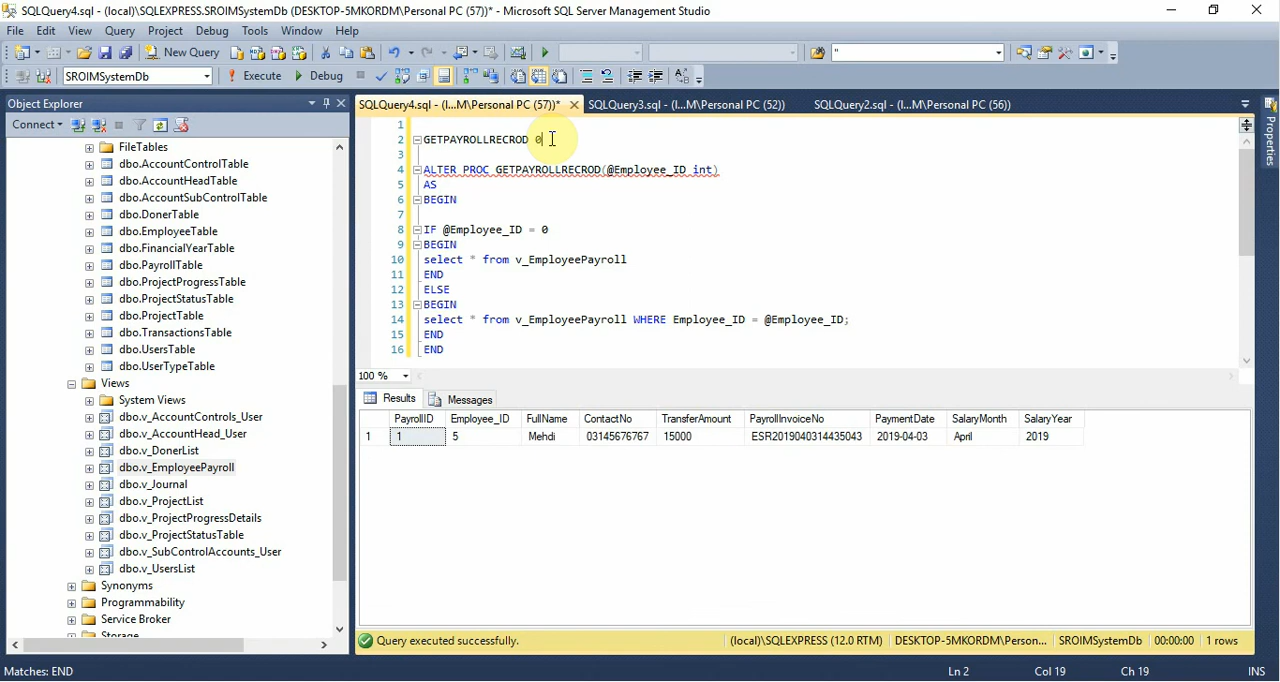 SQLQuery4.sql - (local)\SQLEXPRESS.SROIMSystemDb (DESKTOP-5MKORDM\Personal PC (57))* - Microsoft SQL Server Management Studio
File Edit View Query Project Debug Tools Window Help
New Query "
SROIMSystemDb Execute Debug
Object Explorer
SQLQuery4.sql - (l...M\Personal PC (57))* SQLQuery3.sql - (l...M\Personal PC (52)) SQLQuery2.sql - (l...M\Personal PC (56))
Properties
Connect
FileTables
dbo.AccountControlTable
dbo.AccountHeadTable
dbo.AccountSubControlTable
dbo.DonerTable
dbo.EmployeeTable
dbo.FinancialYearTable
dbo.PayrollTable
dbo.ProjectProgressTable
dbo.ProjectStatusTable
dbo.ProjectTable
dbo.TransactionsTable
dbo.UsersTable
dbo.UserTypeTable
Views
System Views
dbo.v_AccountControls_User
dbo.v_AccountHead_User
dbo.v_DonerList
dbo.v_EmployeePayroll
dbo.v_Journal
dbo.v_ProjectList
dbo.v_ProjectProgressDetails
dbo.v_ProjectStatusTable
dbo.v_SubControlAccounts_User
dbo.v_UsersList
Synonyms
Programmability
Service Broker
Storage
1
2 GETPAYROLLRECROD 0
3
4 ALTER PROC GETPAYROLLRECROD(@Employee_ID int)
5 AS
6 BEGIN
7
8 IF @Employee_ID = 0
9 BEGIN
10 select * from v_EmployeePayroll
11 END
12 ELSE
13 BEGIN
14 select * from v_EmployeePayroll WHERE Employee_ID = @Employee_ID;
15 END
16 END
100 %
Results Messages
PayrollID Employee_ID FullName ContactNo TransferAmount PayrollInvoiceNo PaymentDate SalaryMonth SalaryYear
1 1 5 Mehdi 03145676767 15000 ESR2019040314435043 2019-04-03 April 2019
Query executed successfully. (local)\SQLEXPRESS (12.0 RTM) DESKTOP-5MKORDM\Person... SROIMSystemDb 00:00:00 1 rows
Matches: END Ln 2 Col 19 Ch 19 INS